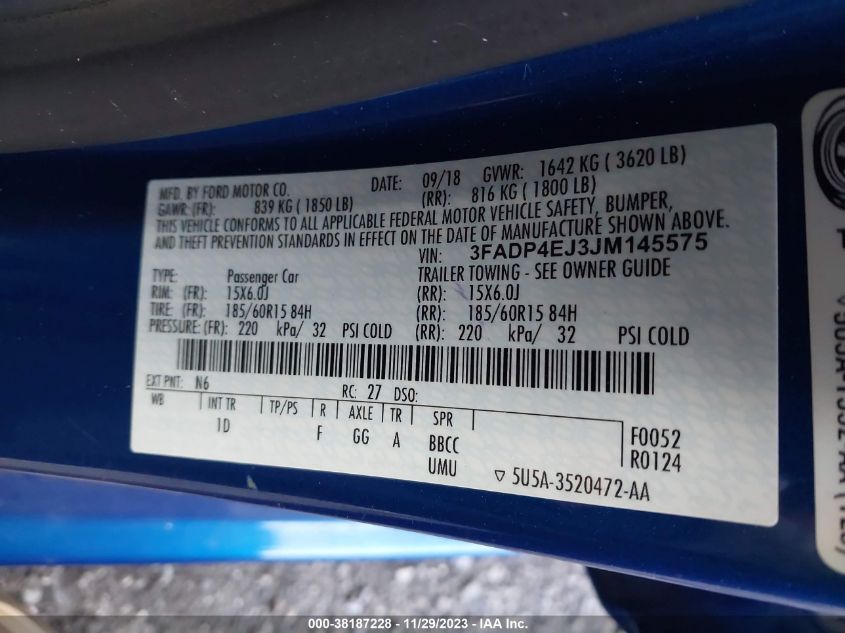 MFD. BY FORD MOTOR CO. DATE: 09/18 GVWR: 1642 KG ( 3620 LB)
GAWR: (FR): 839 KG ( 1850 LB) (RR): 816 KG ( 1800 LB)
THIS VEHICLE CONFORMS TO ALL APPLICABLE FEDERAL MOTOR VEHICLE SAFETY, BUMPER,
AND THEFT PREVENTION STANDARDS IN EFFECT ON THE DATE OF MANUFACTURE SHOWN ABOVE.
VIN: 3FADP4EJ3JM145575
TYPE: Passenger Car TRAILER TOWING - SEE OWNER GUIDE
RIM: (FR): 15X6.0J (RR): 15X6.0J
TIRE: (FR): 185/60R15 84H (RR): 185/60R15 84H
PRESSURE: (FR): 220 kPa/ 32 PSI COLD (RR): 220 kPa/ 32 PSI COLD
EXT PNT: N6 RC: 27 DSO:
WB INT TR TP/PS R AXLE TR SPR
1D F GG A BBCC F0052
UMU R0124
▽ 5U5A-3520472-AA
000-38187228 - 11/29/2023 - IAA Inc.